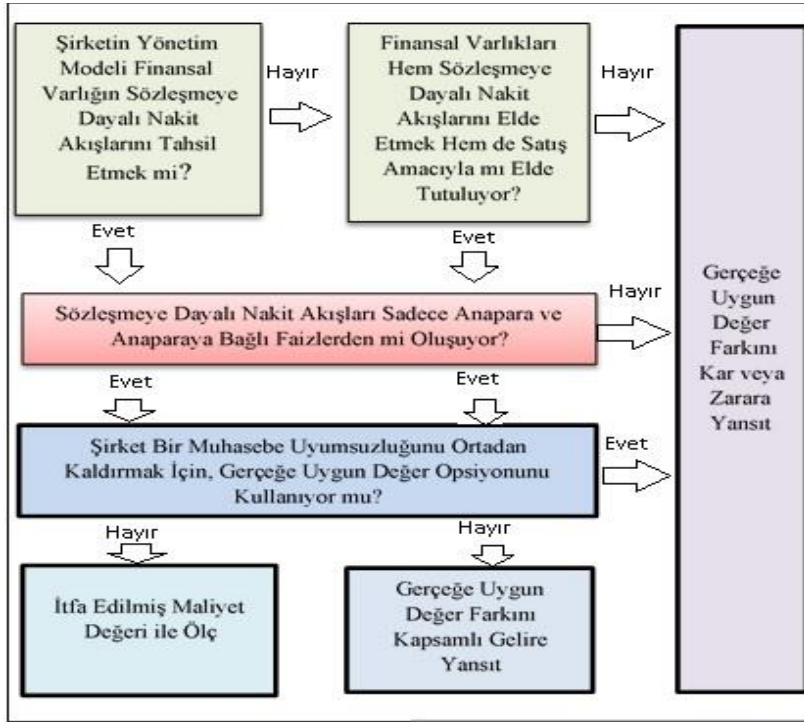 Şirketin Yönetim
Modeli Finansal
Varlığın Sözleşmeye
Dayalı Nakit
Akışlarını Tahsil
Etmek mi?
Hayır
Finansal Varlıkları
Hem Sözleşmeye
Dayalı Nakit
Akışlarını Elde
Etmek Hem de Satış
Amacıyla mı Elde
Tutuluyor?
Hayır
Evet
Evet
Sözleşmeye Dayalı Nakit Akışları Sadece Anapara ve
Anaparaya Bağlı Faizlerden mi Oluşuyor?
Hayır
Evet
Evet
Şirket Bir Muhasebe Uyumsuzluğunu Ortadan
Kaldırmak İçin, Gerçeğe Uygun Değer Opsiyonunu
Kullanıyor mu?
Evet
Hayır
Hayır
İtfa Edilmiş Maliyet
Değeri ile Ölç
Gerçeğe Uygun
Değer Farkını
Kapsamlı Gelire
Yansıt
Gerçeğe
Uygun
Değer
Farkını
Kar veya
Zarara
Yansıt